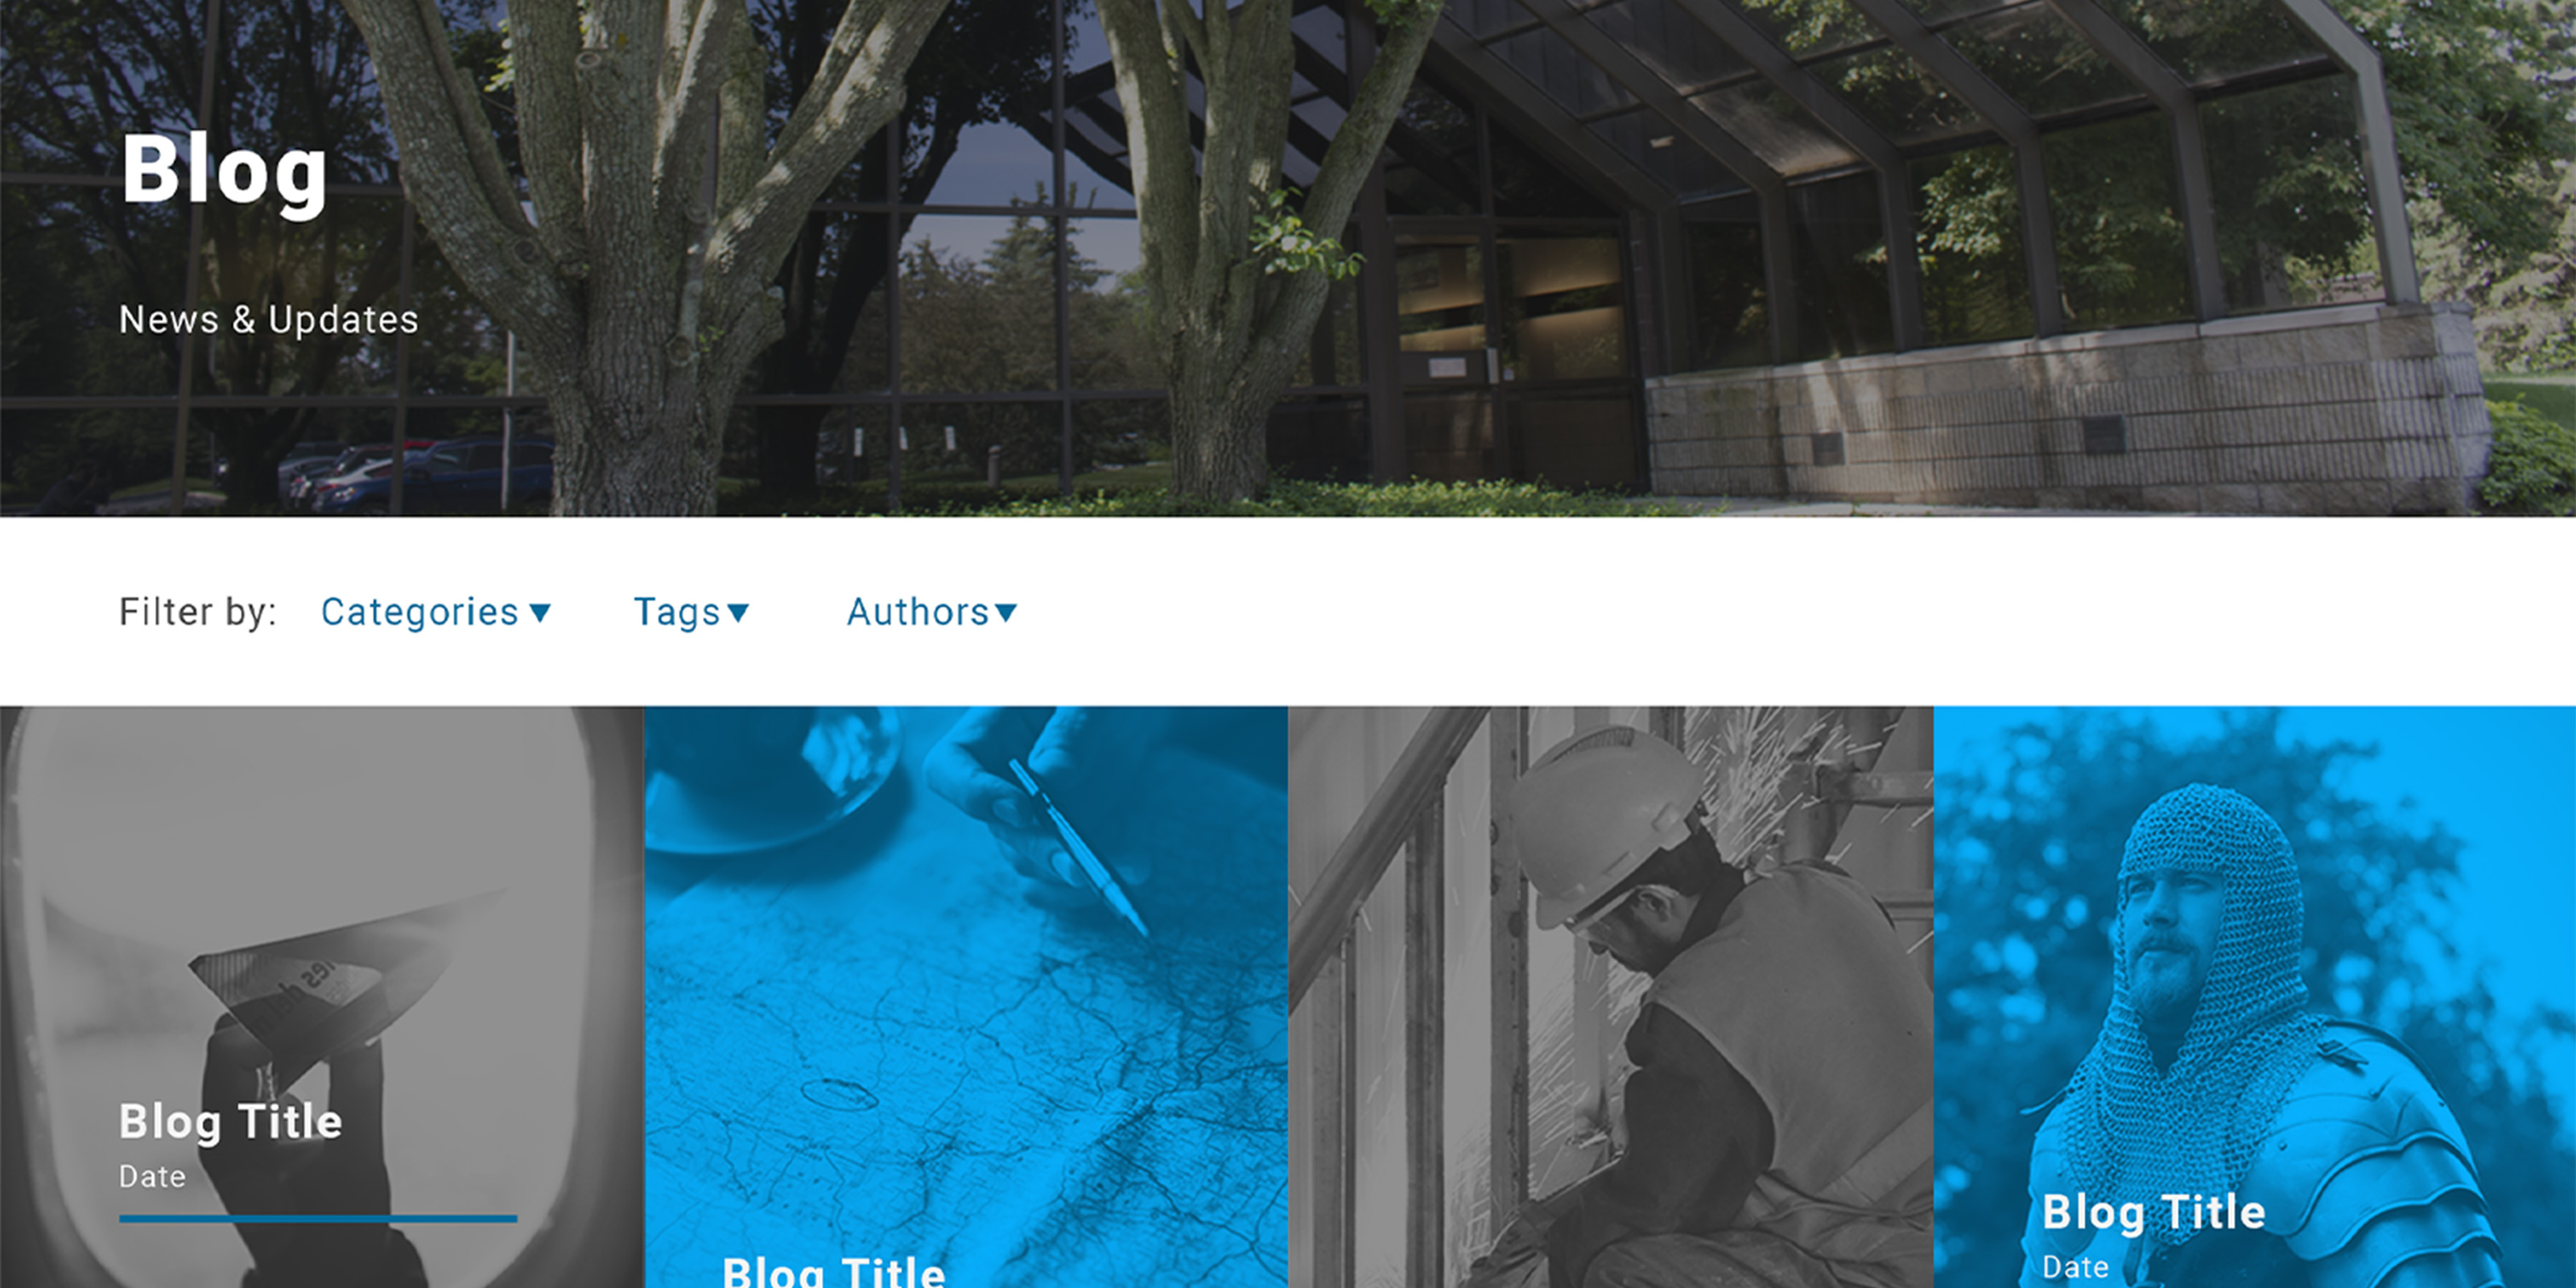 Blog
News & Updates
Filter by: Categories ▼ Tags ▼ Authors ▼
Blog Title
Date
Blog Title
Blog Title
Date